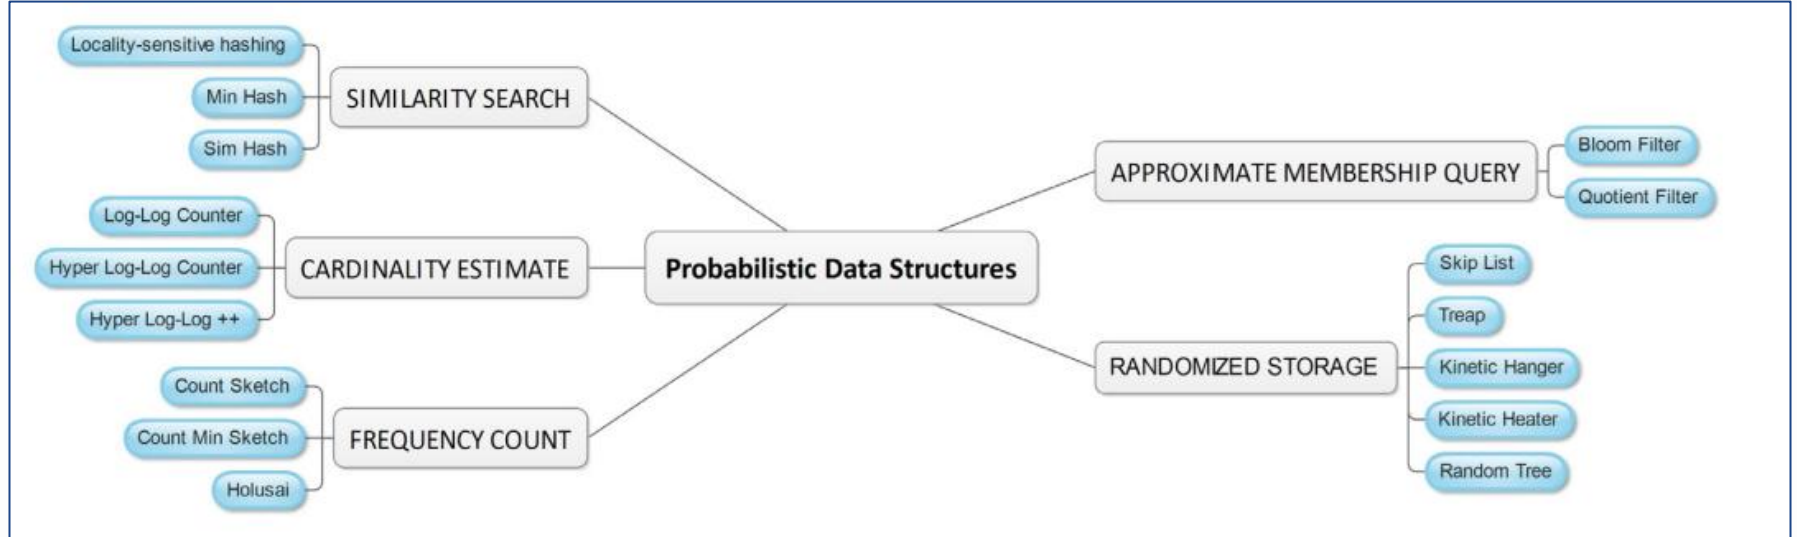 Locality-sensitive hashing
Min Hash
Sim Hash
SIMILARITY SEARCH
Log-Log Counter
Hyper Log-Log Counter
Hyper Log-Log ++
CARDINALITY ESTIMATE
Count Sketch
Count Min Sketch
Holusai
FREQUENCY COUNT
Probabilistic Data Structures
APPROXIMATE MEMBERSHIP QUERY
Bloom Filter
Quotient Filter
RANDOMIZED STORAGE
Skip List
Treap
Kinetic Hanger
Kinetic Heater
Random Tree